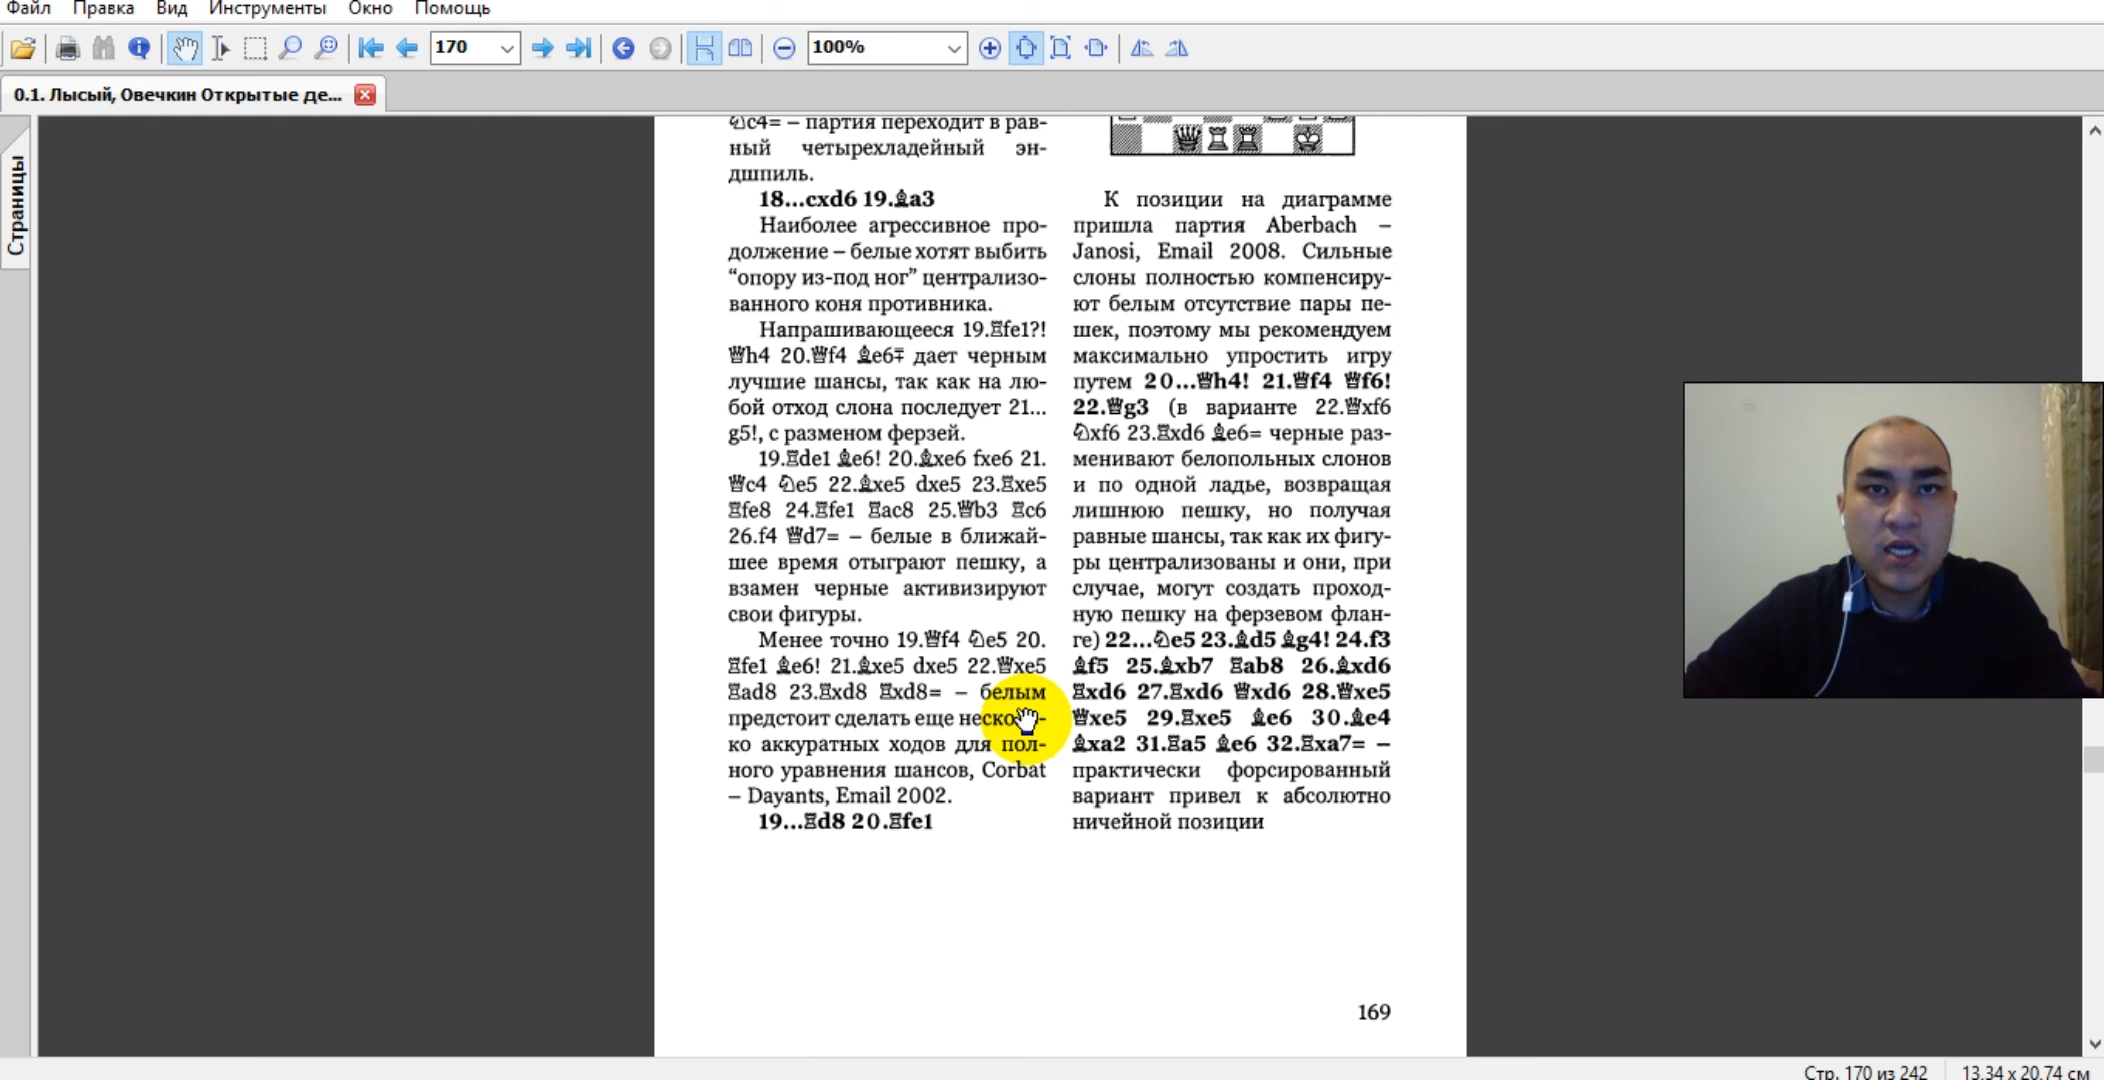 Файл Правка Вид Инструменты Окно Помощь
170
100%
0.1. Лысый, Овечкин Открытые де...
Страницы
♘c4= – партия переходит в рав-
ный четырехладейный эн-
дшпиль.
18...cxd6 19.♗a3
Наиболее агрессивное про-
должение – белые хотят выбить
“опору из-под ног” централизо-
ванного коня противника.
Напрашивающееся 19.♖fe1?!
♕h4 20.♕f4 ♗e6∓ дает черным
лучшие шансы, так как на лю-
бой отход слона последует 21...
g5!, с разменом ферзей.
19.♖de1 ♗e6! 20.♗xe6 fxe6 21.
♕c4 ♘e5 22.♗xe5 dxe5 23.♖xe5
♖fe8 24.♖fe1 ♖ac8 25.♕b3 ♖c6
26.f4 ♕d7= – белые в ближай-
шее время отыграют пешку, а
взамен черные активизируют
свои фигуры.
Менее точно 19.♕f4 ♘e5 20.
♖fe1 ♗e6! 21.♗xe5 dxe5 22.♕xe5
♖ad8 23.♖xd8 ♖xd8= – белым
предстоит сделать еще неско-
ко аккуратных ходов для пол-
ного уравнения шансов, Corbat
– Dayants, Email 2002.
19...♖d8 20.♖fe1
К позиции на диаграмме
пришла партия Aberbach –
Janosi, Email 2008. Сильные
слоны полностью компенсиру-
ют белым отсутствие пары пе-
шек, поэтому мы рекомендуем
максимально упростить игру
путем 20...♕h4! 21.♕f4 ♕f6!
22.♕g3 (в варианте 22.♕xf6
♘xf6 23.♖xd6 ♗e6= черные раз-
менивают белопольных слонов
и по одной ладье, возвращая
лишнюю пешку, но получая
равные шансы, так как их фигу-
ры централизованы и они, при
случае, могут создать проход-
ную пешку на ферзевом флан-
ге) 22...♘e5 23.♗d5 ♗g4! 24.f3
♗f5 25.♗xb7 ♖ab8 26.♗xd6
♖xd6 27.♖xd6 ♕xd6 28.♕xe5
♕xe5 29.♖xe5 ♗e6 30.♗e4
♗xa2 31.♖a5 ♗e6 32.♖xa7= –
практически форсированный
вариант привел к абсолютно
ничейной позиции
169
Стр. 170 из 242 13,34 x 20,74 см